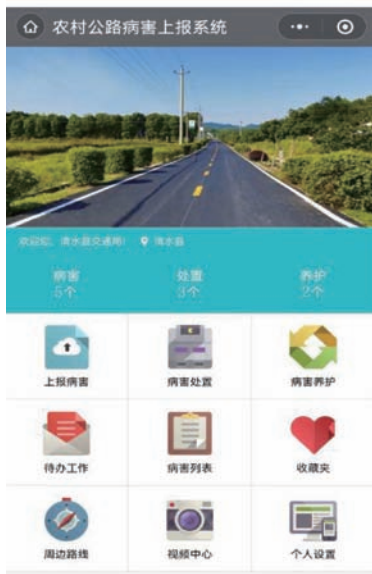 农村公路病害上报系统
欢迎您, 清水县交通局! 清水县
病害 处置 养护
5个 3个 2个
上报病害 病害处置 病害养护
待办工作 病害列表 收藏夹
周边路线 视频中心 个人设置